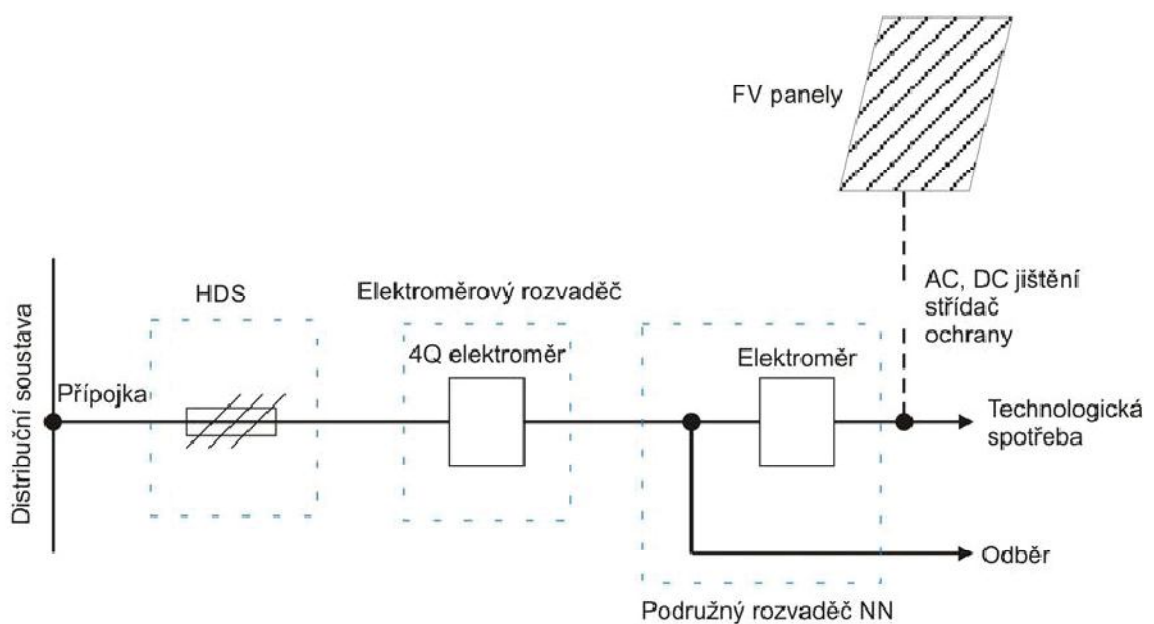 FV panely
AC, DC jištění
střídač
ochrany
HDS
Elektroměrový rozvaděč
4Q elektroměr
Elektroměr
Distribuční soustava
Přípojka
Technologická
spotřeba
Odběr
Podružný rozvaděč NN